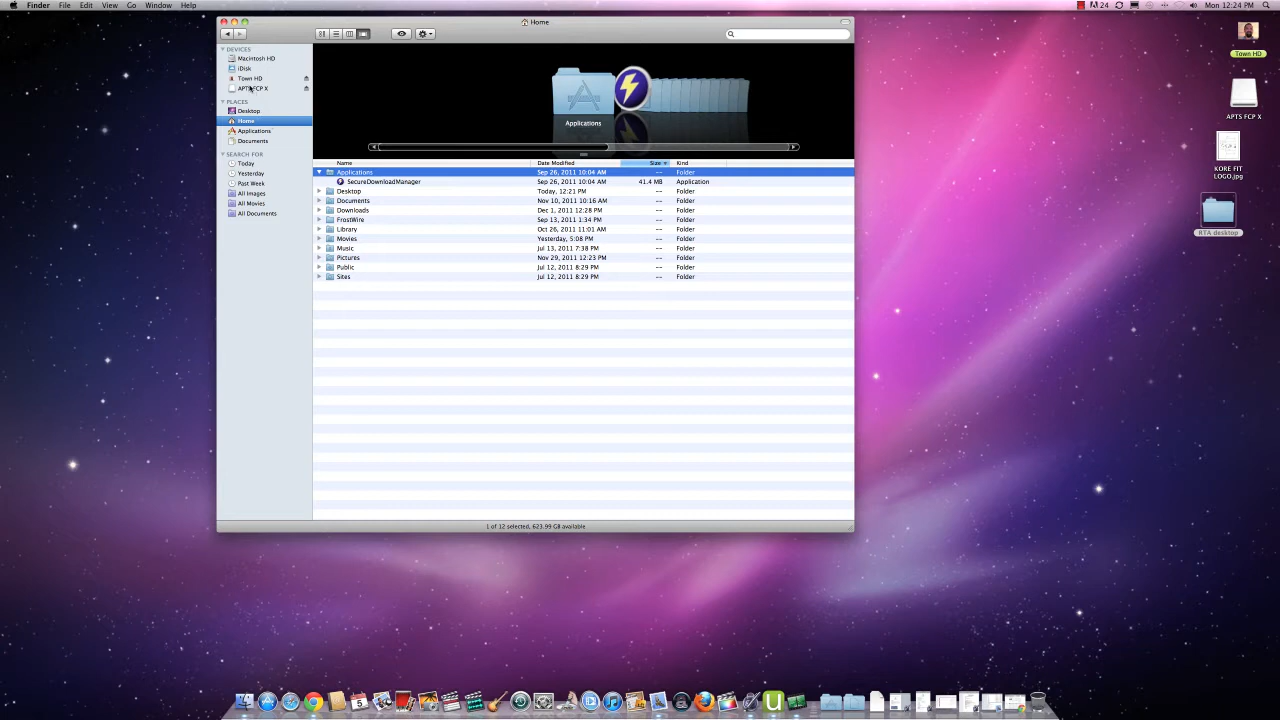 Finder File Edit View Go Window Help
24
Mon 12:24 PM
Home
DEVICES
Macintosh HD
iDisk
Town HD
APTS FCP X
PLACES
Desktop
Home
Applications
Documents
SEARCH FOR
Today
Yesterday
Past Week
All Images
All Movies
All Documents
Applications
Name Date Modified Size Kind
Applications Sep 26, 2011 10:04 AM -- Folder
SecureDownloadManager Sep 26, 2011 10:04 AM 41.4 MB Application
Desktop Today, 12:21 PM -- Folder
Documents Nov 10, 2011 10:16 AM -- Folder
Downloads Dec 1, 2011 12:28 PM -- Folder
FrostWire Sep 13, 2011 1:34 PM -- Folder
Library Oct 26, 2011 11:01 AM -- Folder
Movies Yesterday, 5:08 PM -- Folder
Music Jul 13, 2011 7:38 PM -- Folder
Pictures Nov 29, 2011 12:23 PM -- Folder
Public Jul 12, 2011 8:29 PM -- Folder
Sites Jul 12, 2011 8:29 PM -- Folder
1 of 12 selected, 623.99 GB available
Town HD
APTS FCP X
KORE FIT
LOGO.jpg
RTA desktop